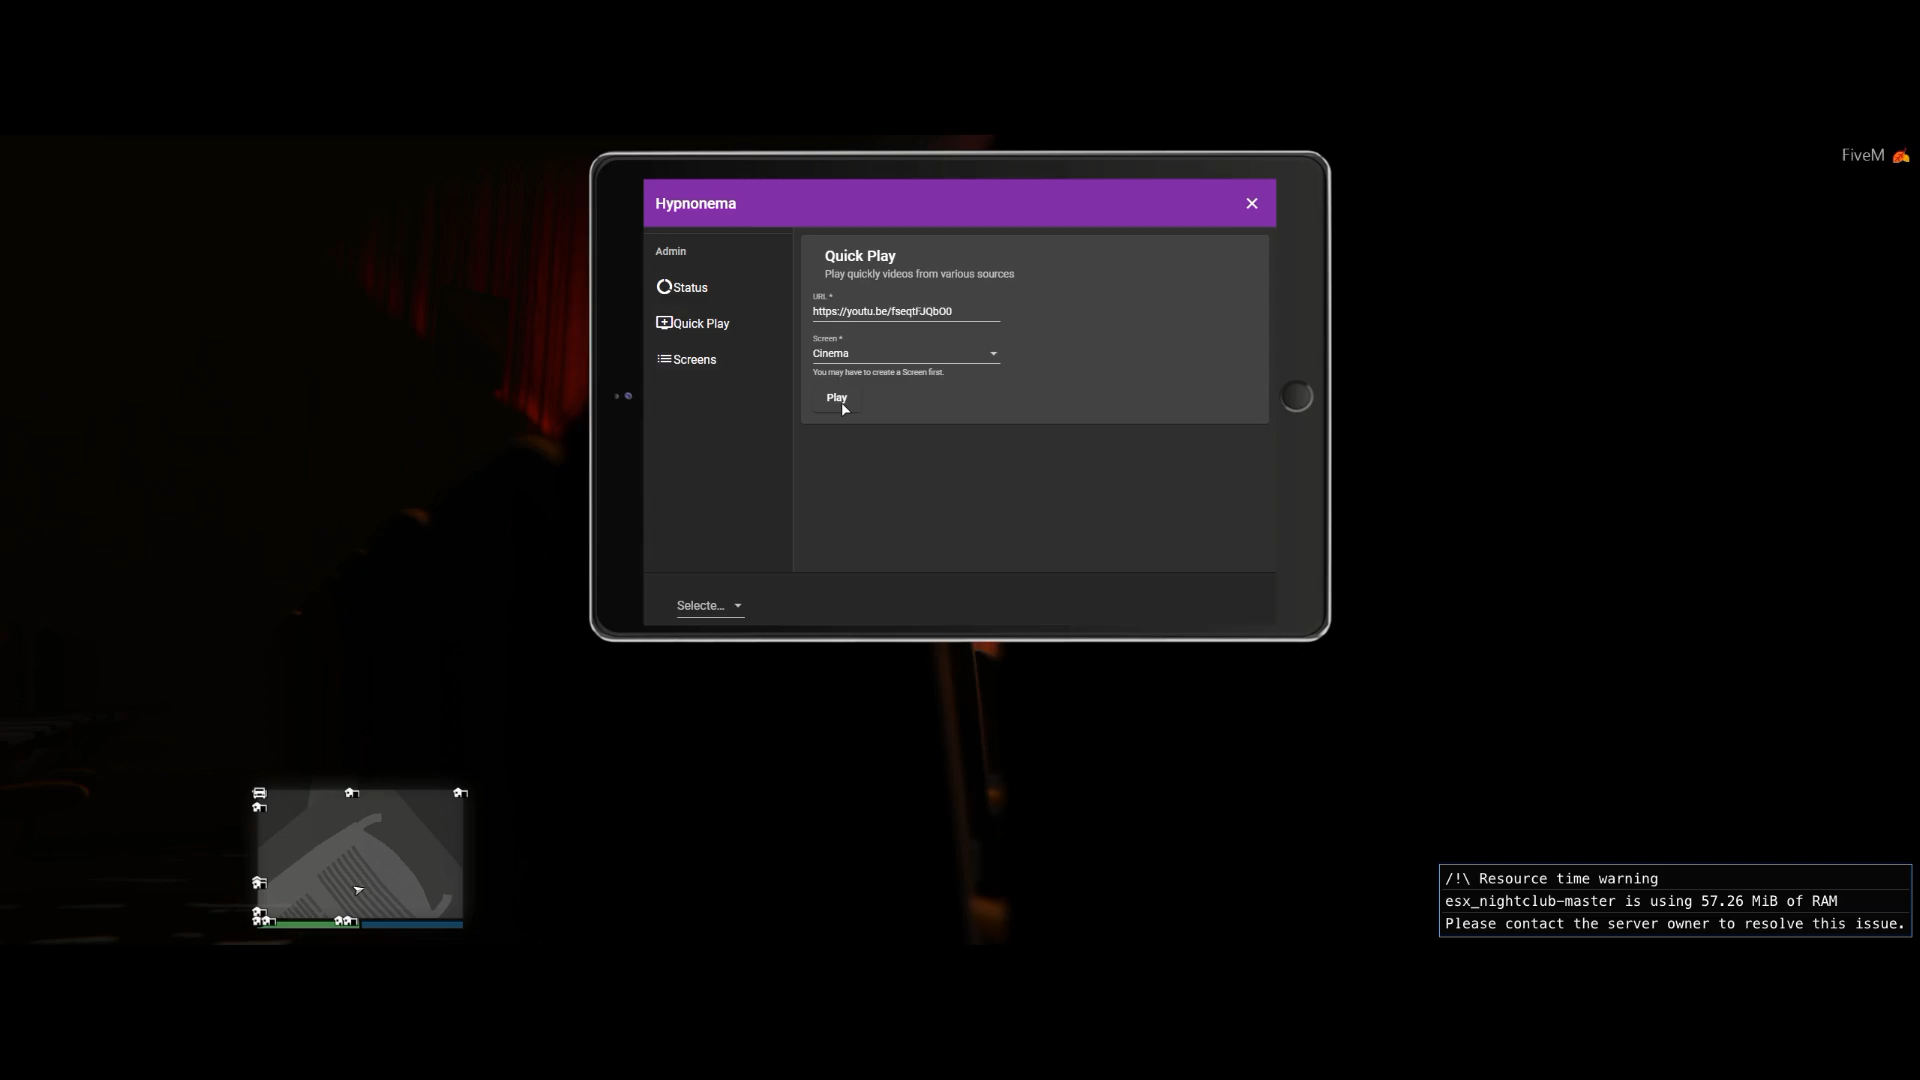 FiveM
Hypnonema
Admin
Status
Quick Play
Screens
Quick Play
Play quickly videos from various sources
URL *
https://youtu.be/fseqtFJQbO0
Screen *
Cinema
You may have to create a Screen first.
Play
Selecte...
/!\ Resource time warning
esx_nightclub-master is using 57.26 MiB of RAM
Please contact the server owner to resolve this issue.